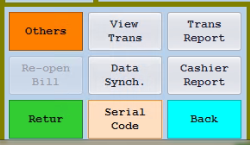 Others
View
Trans
Trans
Report
Re-open
Bill
Data
Synch.
Cashier
Report
Retur
Serial
Code
Back